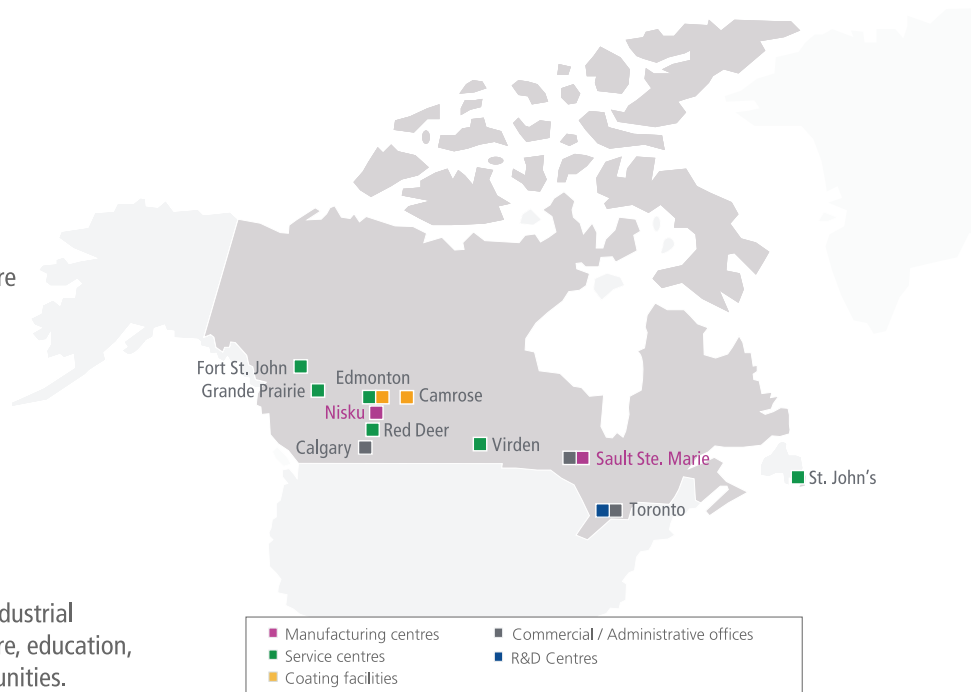 re
Fort St. John
Grande Prairie
Edmonton
Camrose
Nisku
Red Deer
Calgary
Virden
Sault Ste. Marie
St. John's
Toronto
dustrial
re, education,
unities.
Manufacturing centres
Service centres
Coating facilities
Commercial / Administrative offices
R&D Centres